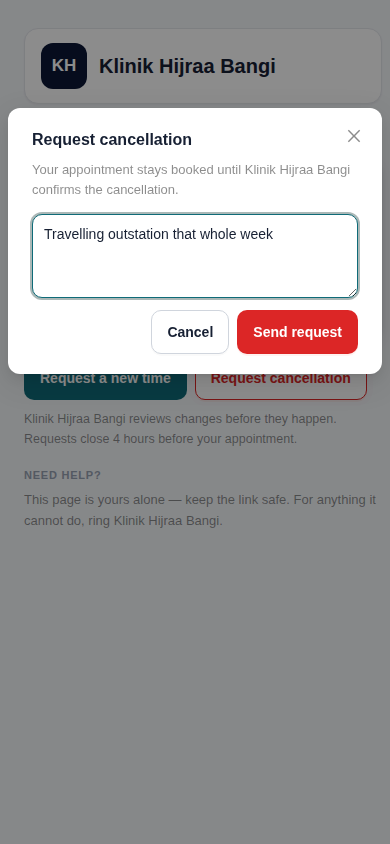 KH
Klinik Hijraa Bangi
Request cancellation
Your appointment stays booked until Klinik Hijraa Bangi
confirms the cancellation.
Travelling outstation that whole week
Cancel
Send request
Request a new time
Request cancellation
Klinik Hijraa Bangi reviews changes before they happen.
Requests close 4 hours before your appointment.
NEED HELP?
This page is yours alone — keep the link safe. For anything it
cannot do, ring Klinik Hijraa Bangi.